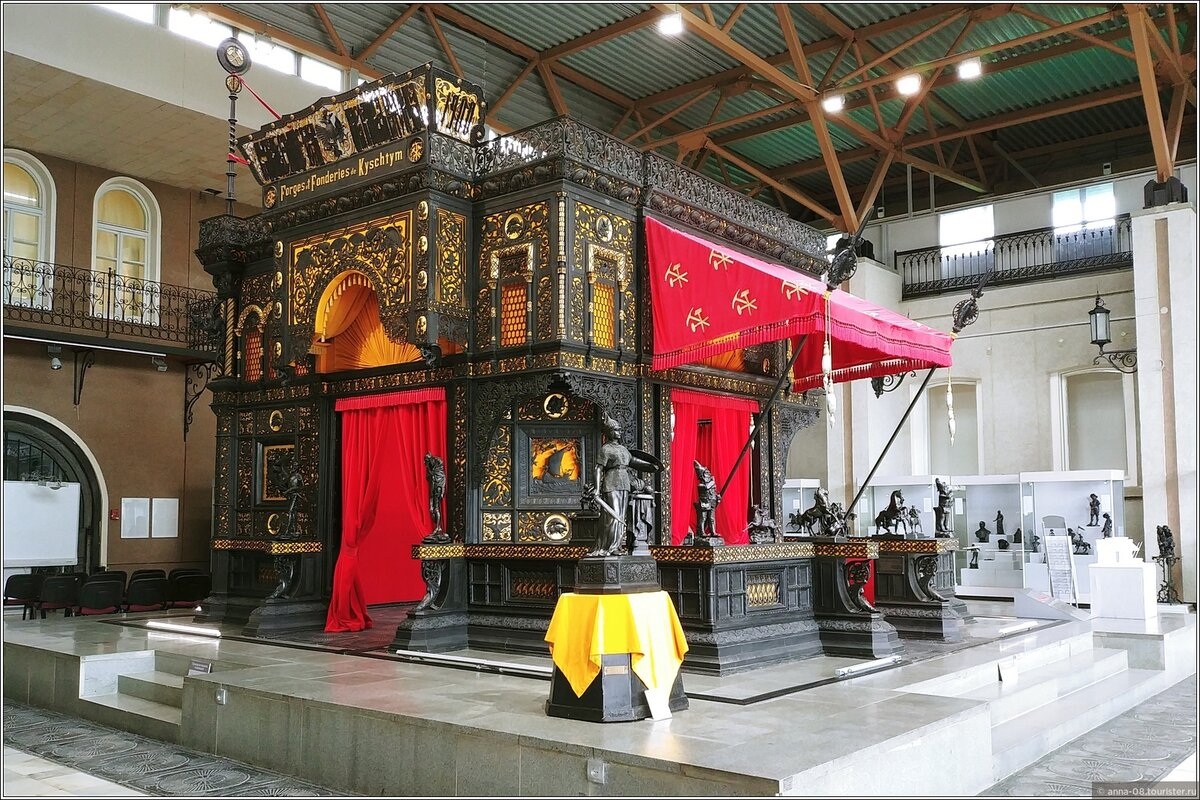 Forges et Fonderies de Kyschtym
© anna-08.tourister.ru